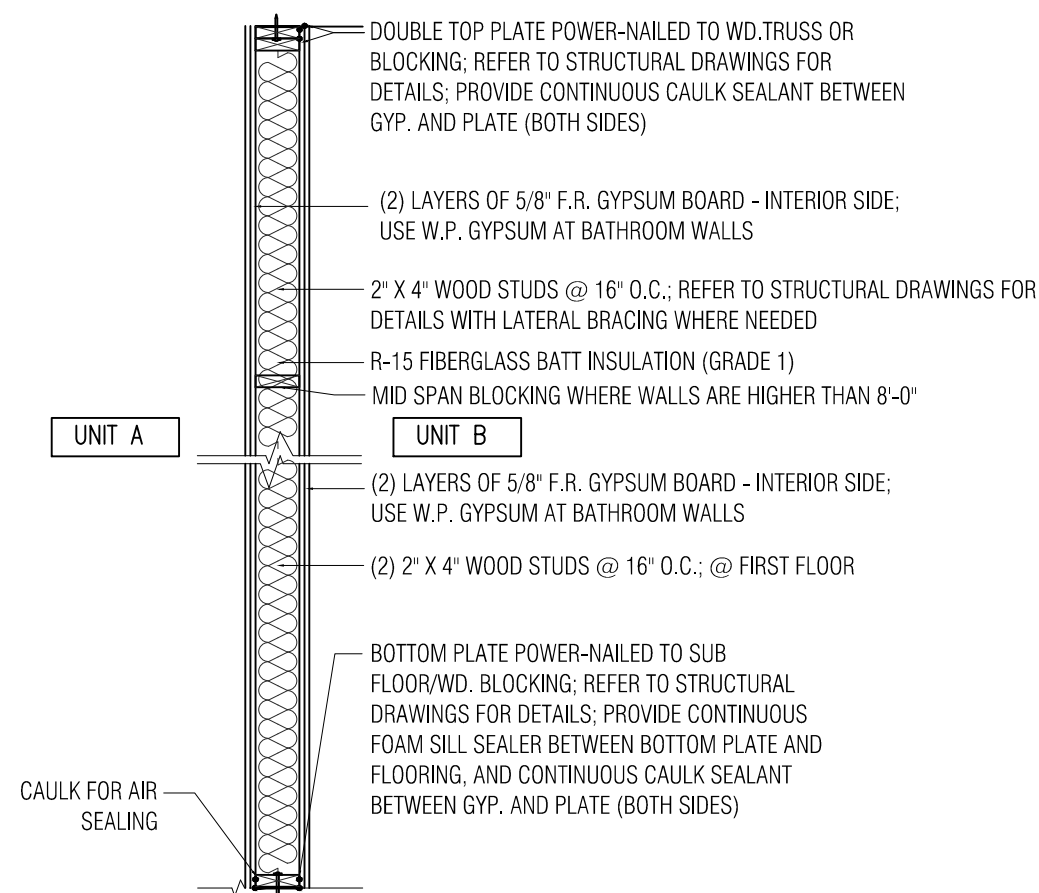 DOUBLE TOP PLATE POWER-NAILED TO WD.TRUSS OR
BLOCKING; REFER TO STRUCTURAL DRAWINGS FOR
DETAILS; PROVIDE CONTINUOUS CAULK SEALANT BETWEEN
GYP. AND PLATE (BOTH SIDES)
(2) LAYERS OF 5/8" F.R. GYPSUM BOARD - INTERIOR SIDE;
USE W.P. GYPSUM AT BATHROOM WALLS
2" X 4" WOOD STUDS @ 16" O.C.; REFER TO STRUCTURAL DRAWINGS FOR
DETAILS WITH LATERAL BRACING WHERE NEEDED
R-15 FIBERGLASS BATT INSULATION (GRADE 1)
MID SPAN BLOCKING WHERE WALLS ARE HIGHER THAN 8'-0"
UNIT A
UNIT B
(2) LAYERS OF 5/8" F.R. GYPSUM BOARD - INTERIOR SIDE;
USE W.P. GYPSUM AT BATHROOM WALLS
(2) 2" X 4" WOOD STUDS @ 16" O.C.; @ FIRST FLOOR
BOTTOM PLATE POWER-NAILED TO SUB
FLOOR/WD. BLOCKING; REFER TO STRUCTURAL
DRAWINGS FOR DETAILS; PROVIDE CONTINUOUS
FOAM SILL SEALER BETWEEN BOTTOM PLATE AND
FLOORING, AND CONTINUOUS CAULK SEALANT
BETWEEN GYP. AND PLATE (BOTH SIDES)
CAULK FOR AIR
SEALING